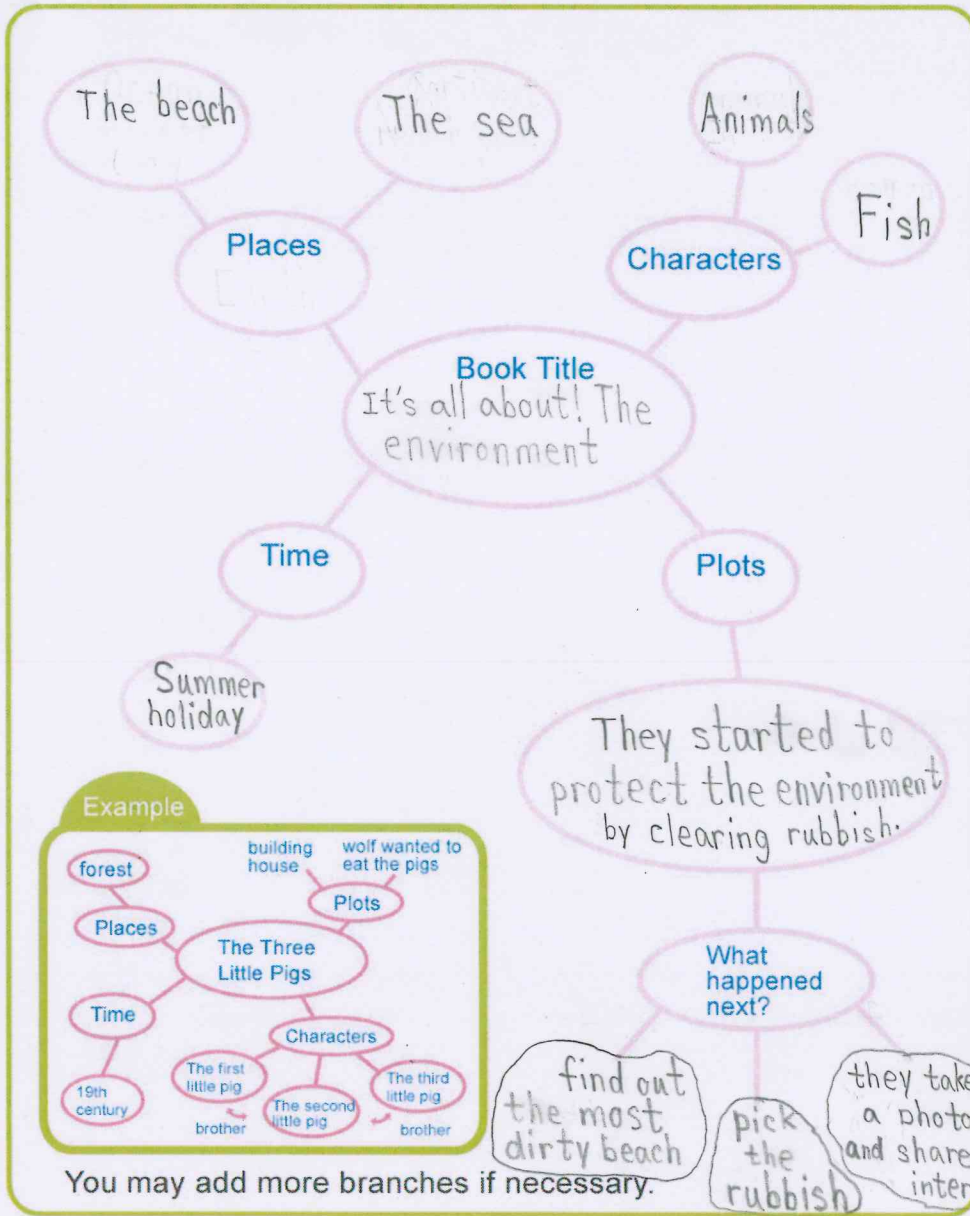 The beach
The sea
Places
Animals
Fish
Characters
Book Title
It's all about! The
environment
Time
Summer
holiday
Plots
They started to
protect the environment
by clearing rubbish.
What
happened
next?
find out
the most
dirty beach
pick
the
rubbish
they take
a photo
and share
inter
Example
forest
Places
Time
19th
century
The Three
Little Pigs
building
house
wolf wanted to
eat the pigs
Plots
Characters
The first
little pig
brother
The second
little pig
The third
little pig
brother
You may add more branches if necessary.